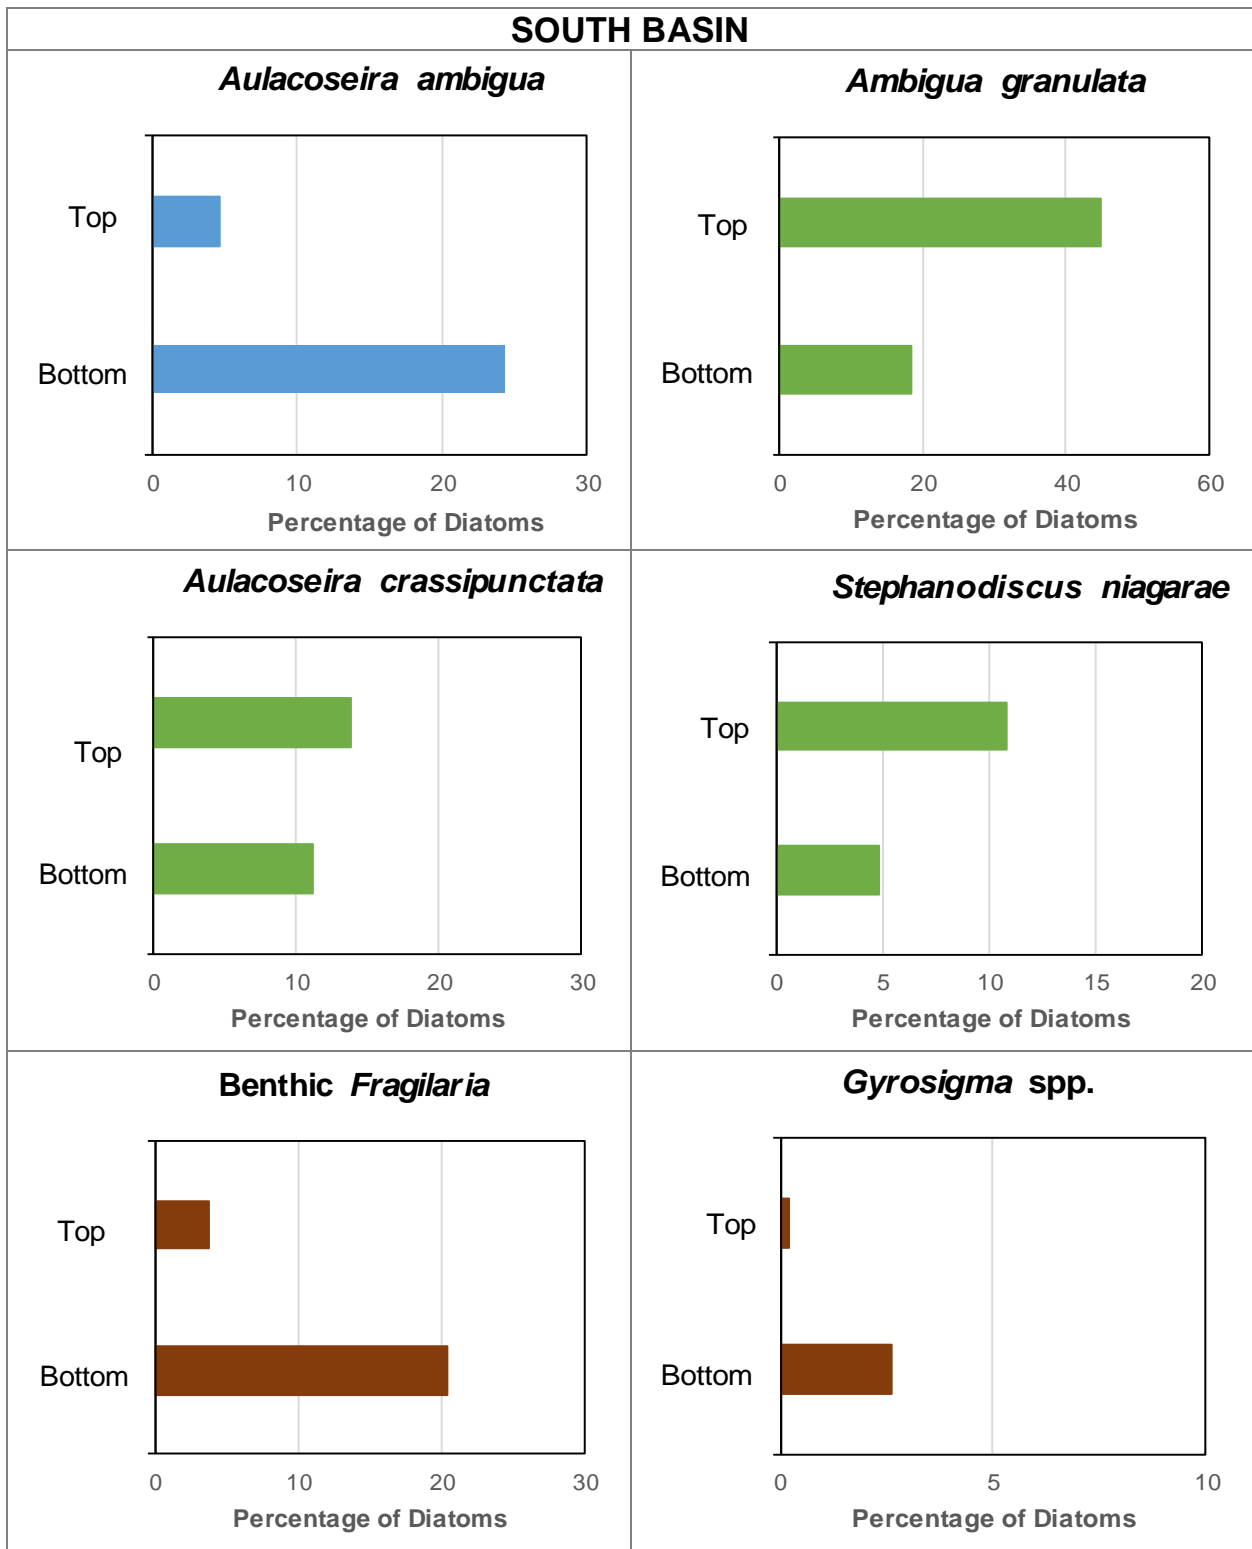 SOUTH BASIN
Aulacoseira ambigua
Top
Bottom
0 10 20 30
Percentage of Diatoms
Ambigua granulata
Top
Bottom
0 20 40 60
Percentage of Diatoms
Aulacoseira crassipunctata
Top
Bottom
0 10 20 30
Percentage of Diatoms
Stephanodiscus niagarae
Top
Bottom
0 5 10 15 20
Percentage of Diatoms
Benthic Fragilaria
Top
Bottom
0 10 20 30
Percentage of Diatoms
Gyrosigma spp.
Top
Bottom
0 5 10
Percentage of Diatoms